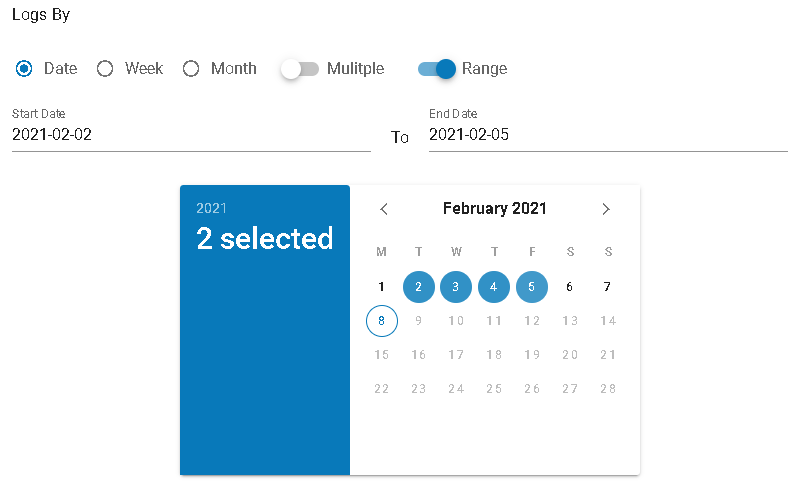 Logs By
Date Week Month Mulitple Range
Start Date End Date
2021-02-02 To 2021-02-05
2021
2 selected
February 2021
M T W T F S S
1 2 3 4 5 6 7
8 9 10 11 12 13 14
15 16 17 18 19 20 21
22 23 24 25 26 27 28